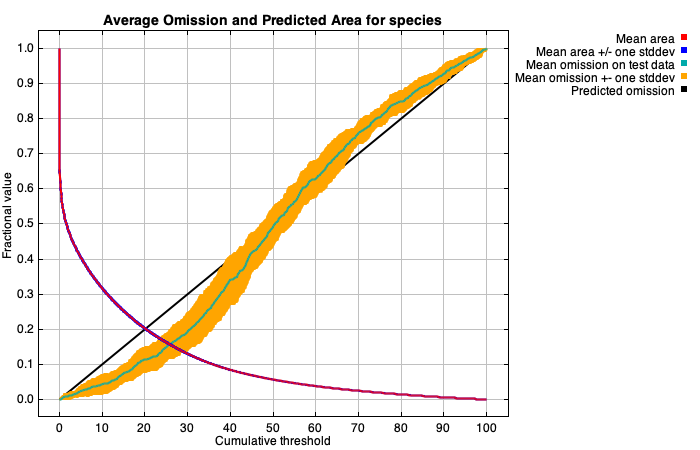 Average Omission and Predicted Area for species
Mean area
Mean area +/- one stddev
Mean omission on test data
Mean omission +- one stddev
Predicted omission
Fractional value
1.0
0.9
0.8
0.7
0.6
0.5
0.4
0.3
0.2
0.1
0.0
0 10 20 30 40 50 60 70 80 90 100
Cumulative threshold